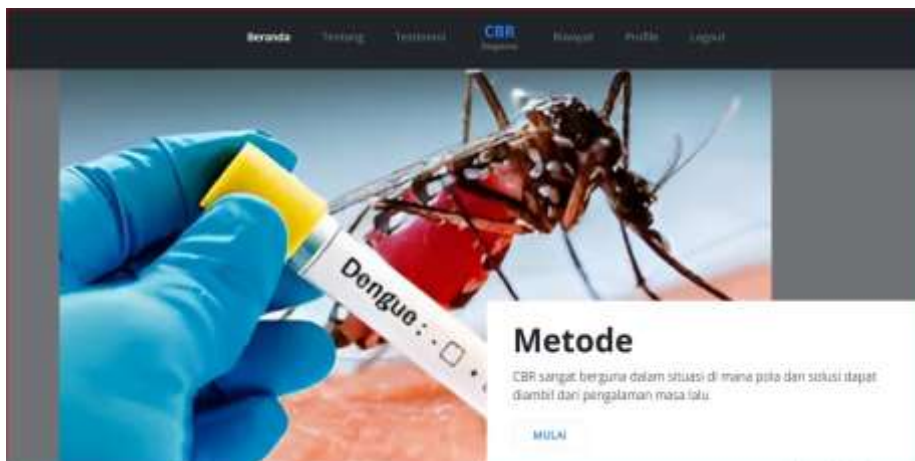 Beranda Tentang Testimoni CBR Riwayat Profile Logout
Diagnosa
Dengue : - □ +
Metode
CBR sangat berguna dalam situasi di mana pola dan solusi dapat
diambil dari pengalaman masa lalu.
MULAI